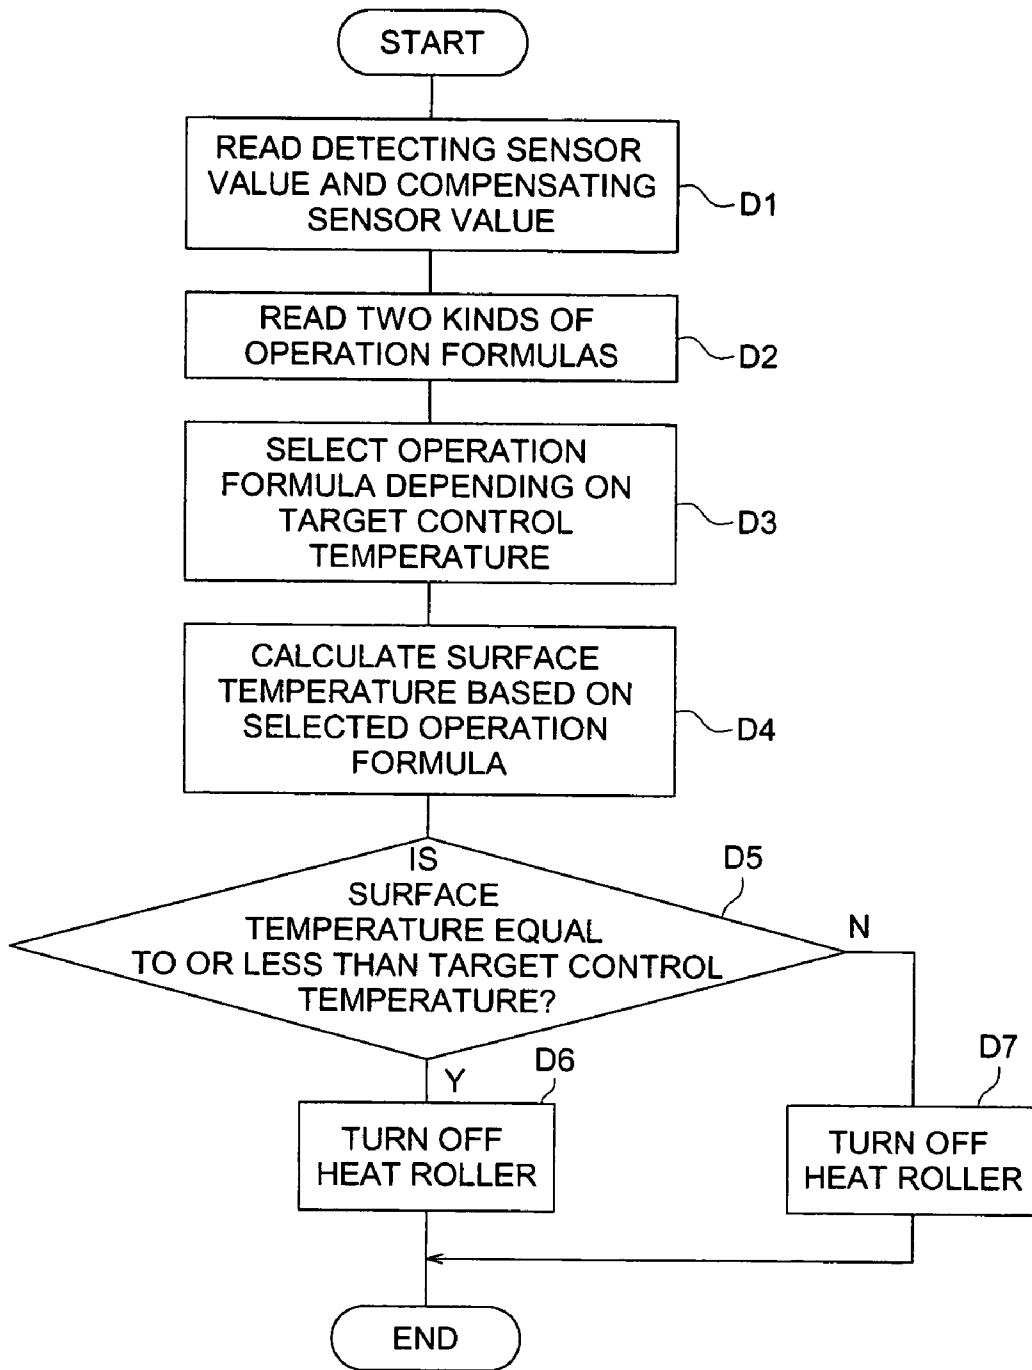 START
READ DETECTING SENSOR
VALUE AND COMPENSATING
SENSOR VALUE
D1
READ TWO KINDS OF
OPERATION FORMULAS
D2
SELECT OPERATION
FORMULA DEPENDING ON
TARGET CONTROL
TEMPERATURE
D3
CALCULATE SURFACE
TEMPERATURE BASED ON
SELECTED OPERATION
FORMULA
D4
IS
SURFACE
TEMPERATURE EQUAL
TO OR LESS THAN TARGET CONTROL
TEMPERATURE?
D5
N
Y
D6
TURN OFF
HEAT ROLLER
D7
TURN OFF
HEAT ROLLER
END